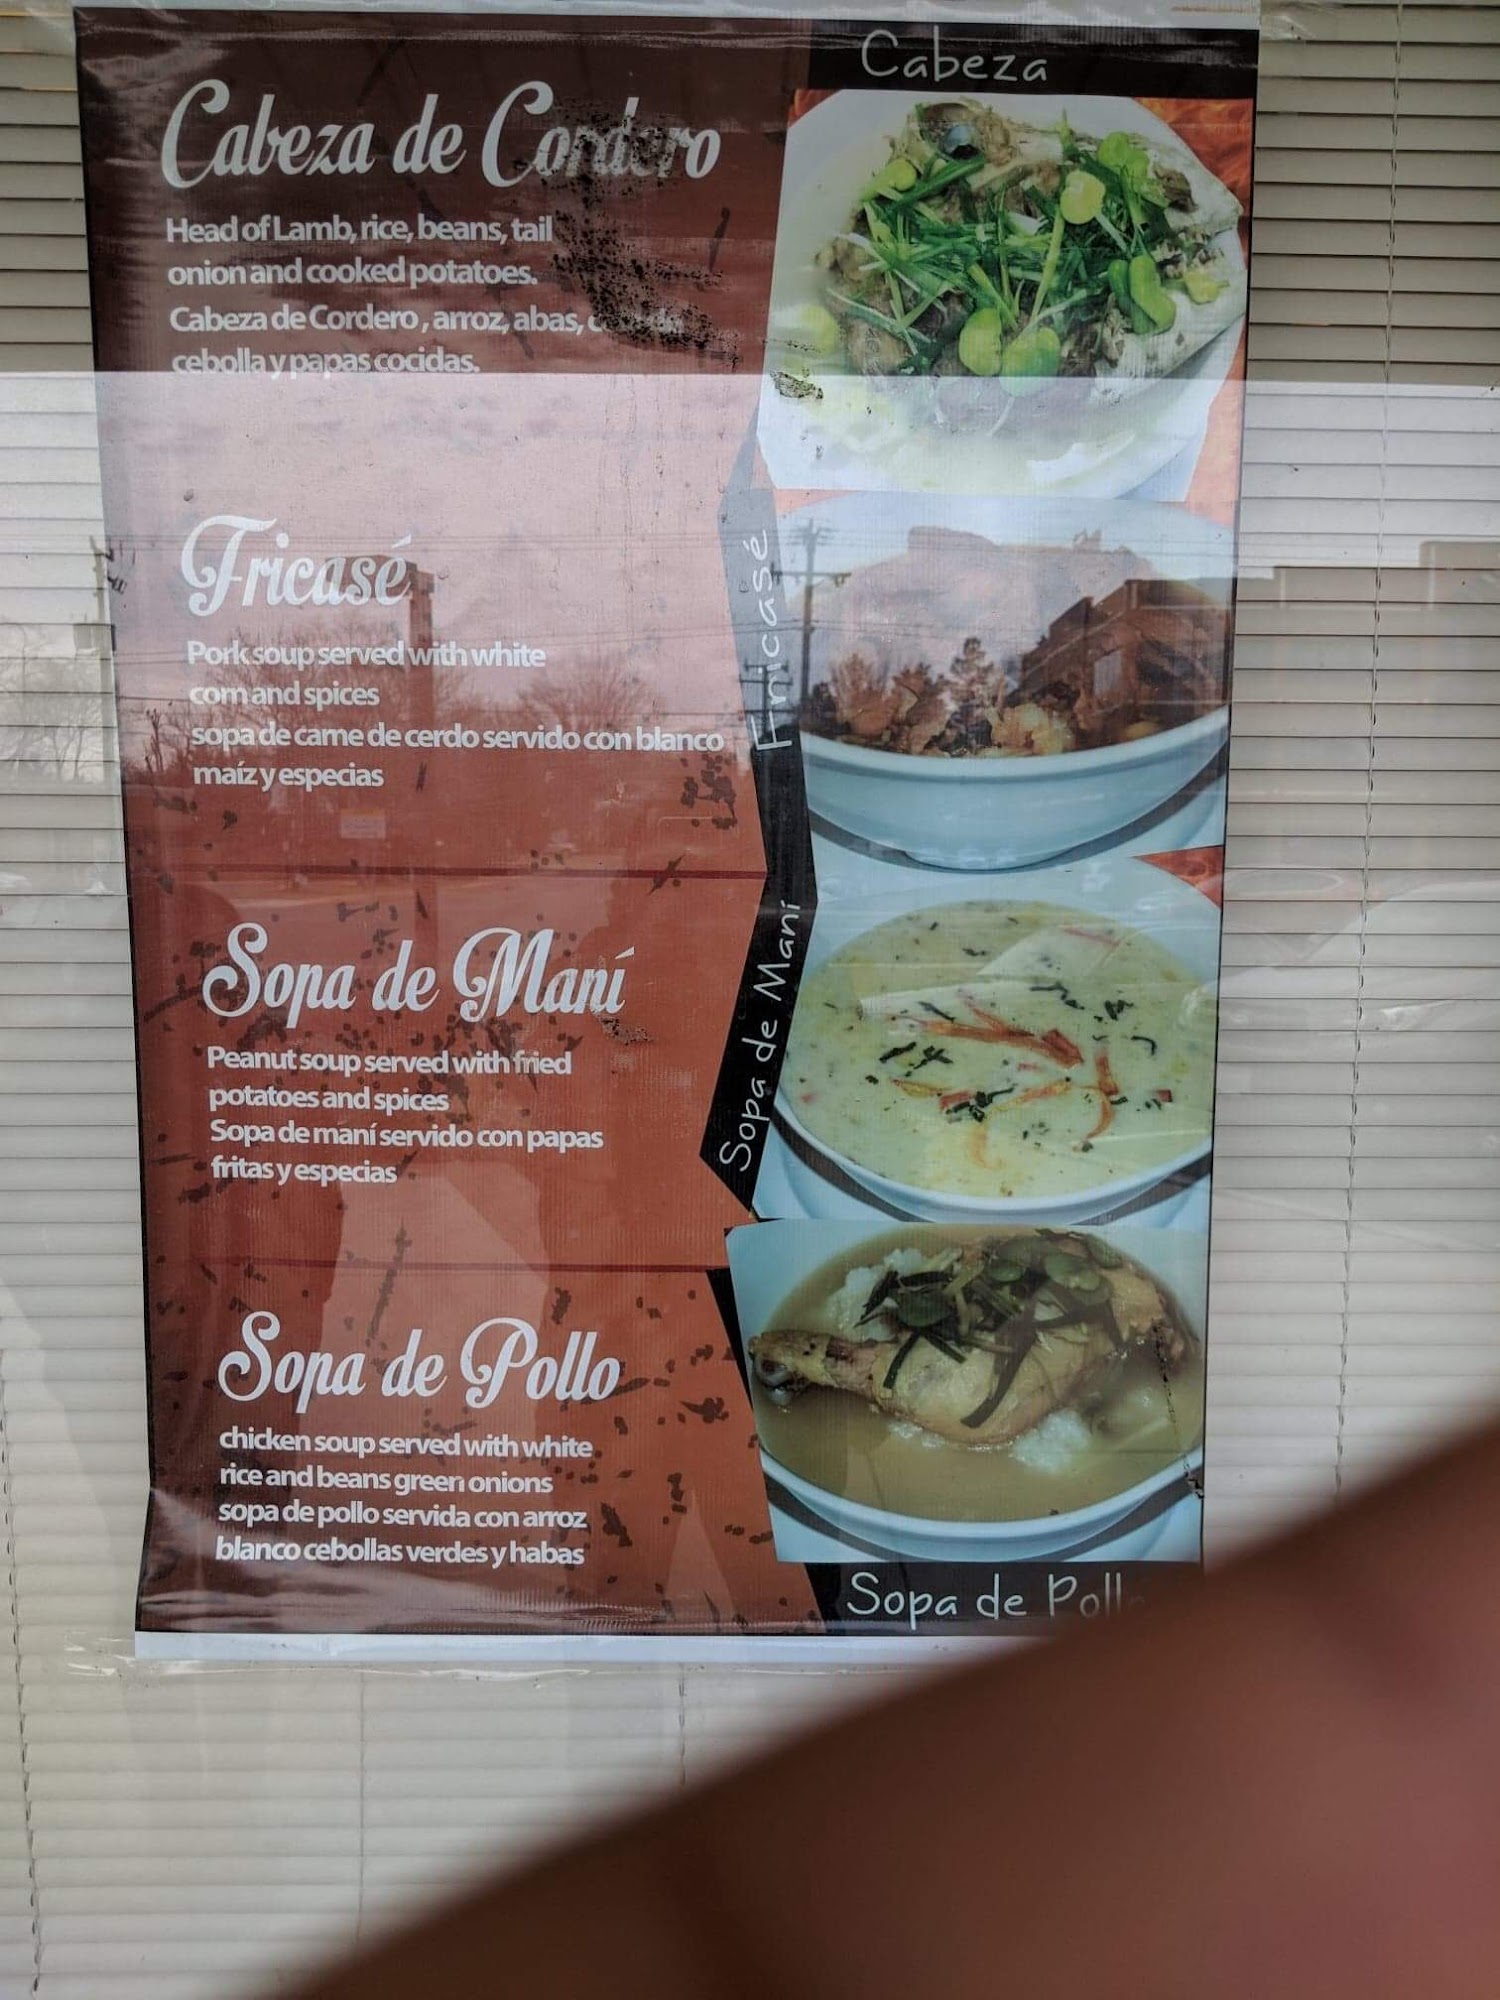 Cabeza
Cabeza de Cordero
Head of Lamb, rice, beans, tail
onion and cooked potatoes.
Cabeza de Cordero , arroz, abas,
cebolla y papas cocidas.
Fricasé
Pork soup served with white
corn and spices
sopa de carne de cerdo servido con blanco
maíz y especias
Fricasé
Sopa de Maní
Peanut soup served with fried
potatoes and spices
Sopa de maní servido con papas
fritas y especias
Sopa de Maní
Sopa de Pollo
chicken soup served with white
rice and beans green onions
sopa de pollo servida con arroz
blanco cebollas verdes y habas
Sopa de Pollo